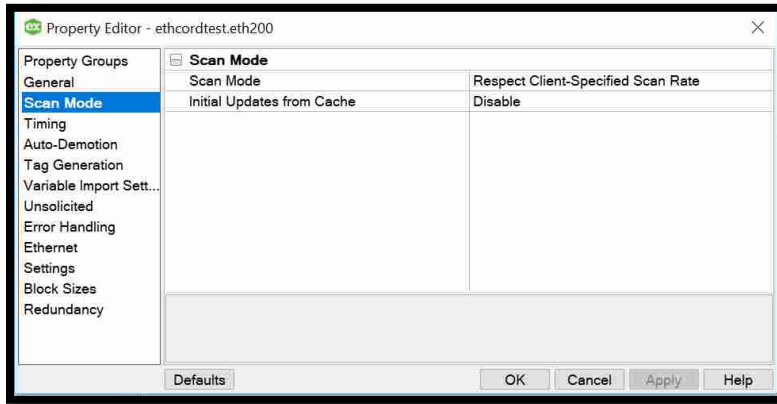 ex Property Editor - ethcordtest.eth200
Property Groups
General
Scan Mode
Timing
Auto-Demotion
Tag Generation
Variable Import Sett...
Unsolicited
Error Handling
Ethernet
Settings
Block Sizes
Redundancy
Scan Mode
Scan Mode Respect Client-Specified Scan Rate
Initial Updates from Cache Disable
Defaults OK Cancel Apply Help